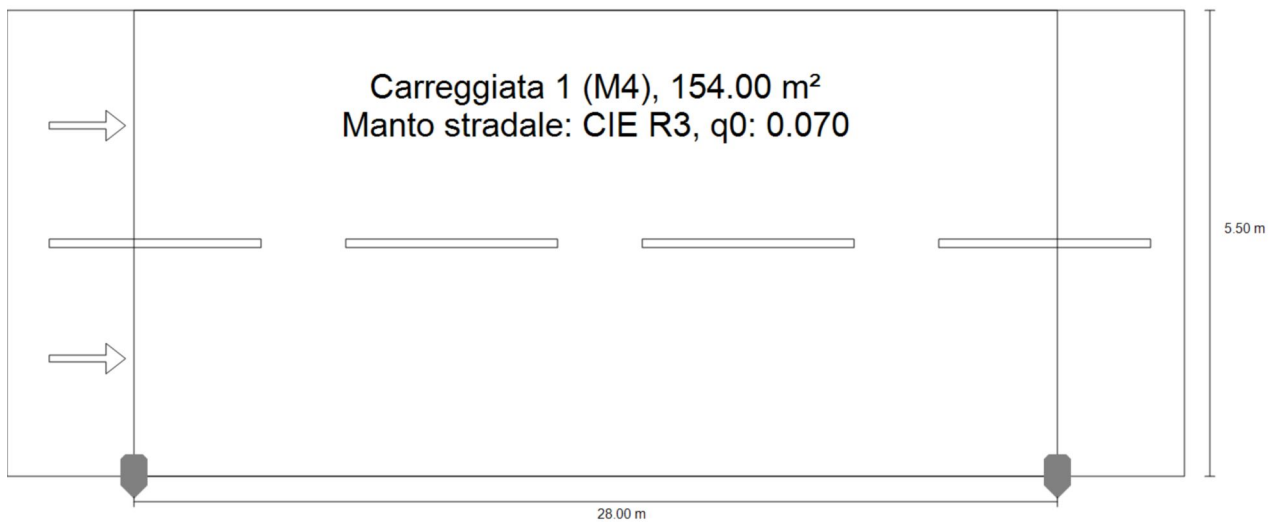 Carreggiata 1 (M4), 154.00 m²
Manto stradale: CIE R3, q0: 0.070
5.50 m
28.00 m